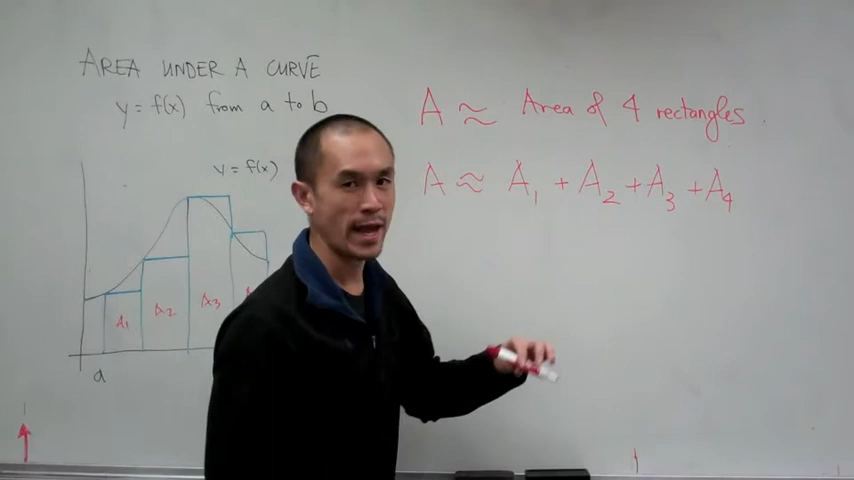 AREA UNDER A CURVE
y = f(x) from a to b
y = f(x)
A₁ A₂ A₃
a
A ≈ Area of 4 rectangles
A ≈ A₁ + A₂ + A₃ + A₄